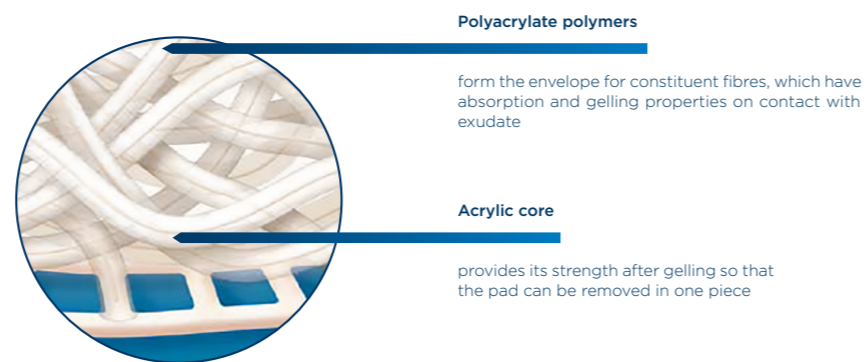 Polyacrylate polymers
form the envelope for constituent fibres, which have
absorption and gelling properties on contact with
exudate
Acrylic core
provides its strength after gelling so that
the pad can be removed in one piece